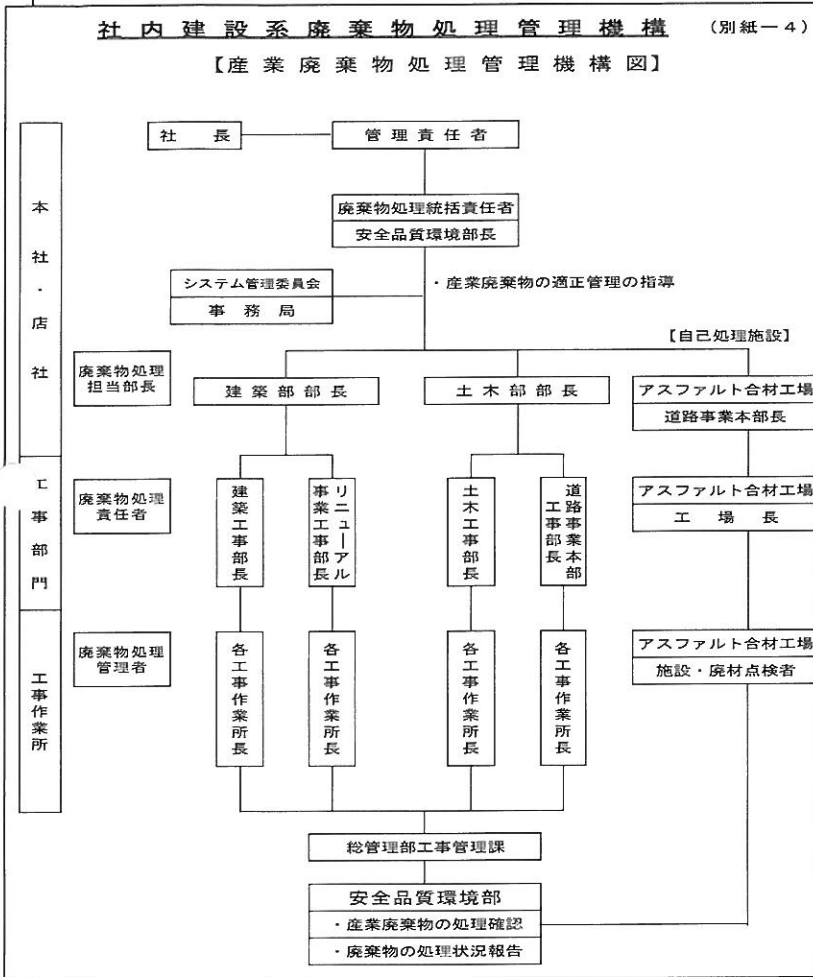 社内建設系廃棄物処理管理機構 (別紙－4)
【産業廃棄物処理管理機構図】
社長
管理責任者
廃棄物処理統括責任者
安全品質環境部長
システム管理委員会
事務局
・産業廃棄物の適正管理の指導
【自己処理施設】
本社・店社
廃棄物処理
担当部長
建築部部長
土木部部長
アスファルト合材工場
道路事業本部長
工事部門
廃棄物処理
責任者
建築工事部長
リニューアル
事業工事部長
土木工事部長
道路事業本部
工事部長
アスファルト合材工場
工場長
工事作業所
廃棄物処理
管理者
各工事作業所長
各工事作業所長
各工事作業所長
各工事作業所長
アスファルト合材工場
施設・廃材点検者
総管理部工事管理課
安全品質環境部
・産業廃棄物の処理確認
・廃棄物の処理状況報告